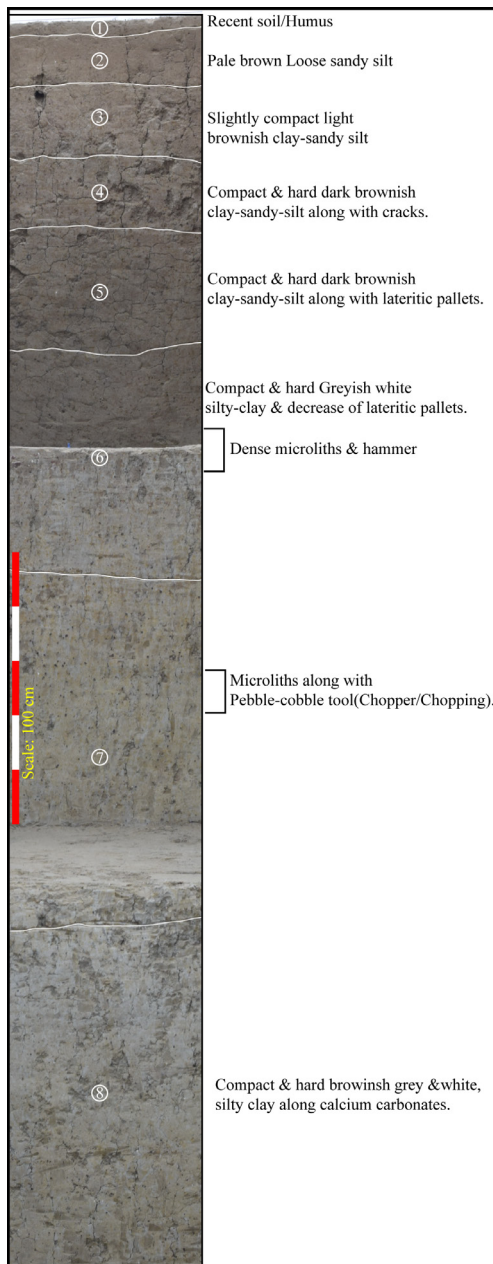 ① Recent soil/Humus
② Pale brown Loose sandy silt
③ Slightly compact light
brownish clay-sandy silt
④ Compact & hard dark brownish
clay-sandy-silt along with cracks.
⑤ Compact & hard dark brownish
clay-sandy-silt along with lateritic pallets.
Compact & hard Greyish white
silty-clay & decrease of lateritic pallets.
Dense microliths & hammer
⑥
Microliths along with
Pebble-cobble tool(Chopper/Chopping).
Scale: 100 cm
⑦
⑧ Compact & hard browinsh grey &white,
silty clay along calcium carbonates.